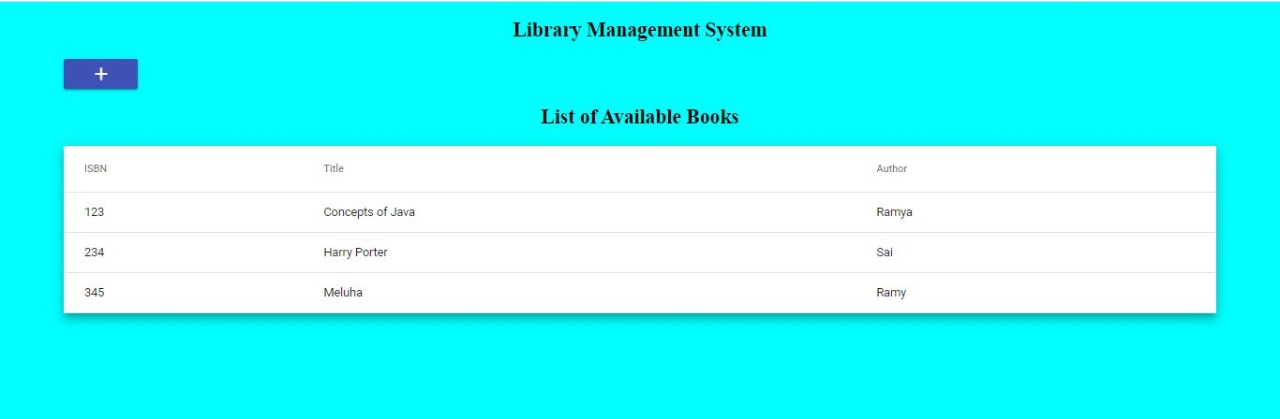 Library Management System
+
List of Available Books
ISBN Title Author
123 Concepts of Java Ramya
234 Harry Porter Sai
345 Meluha Ramy